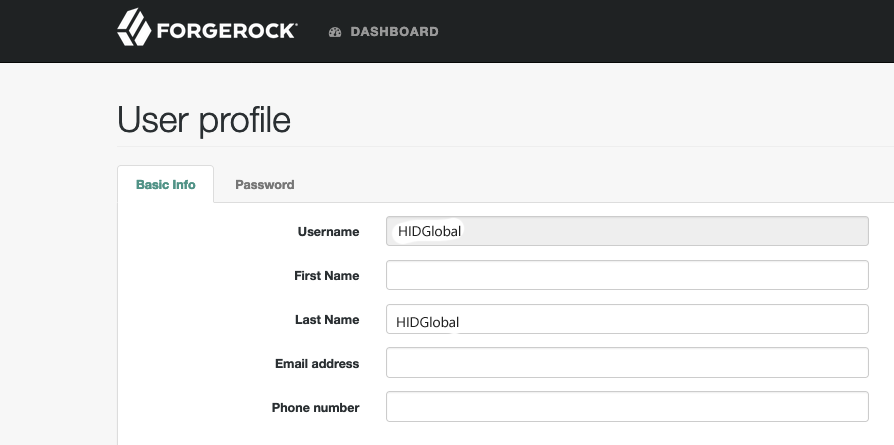 FORGEROCK DASHBOARD
User profile
Basic Info Password
Username HIDGlobal
First Name
Last Name HIDGlobal
Email address
Phone number